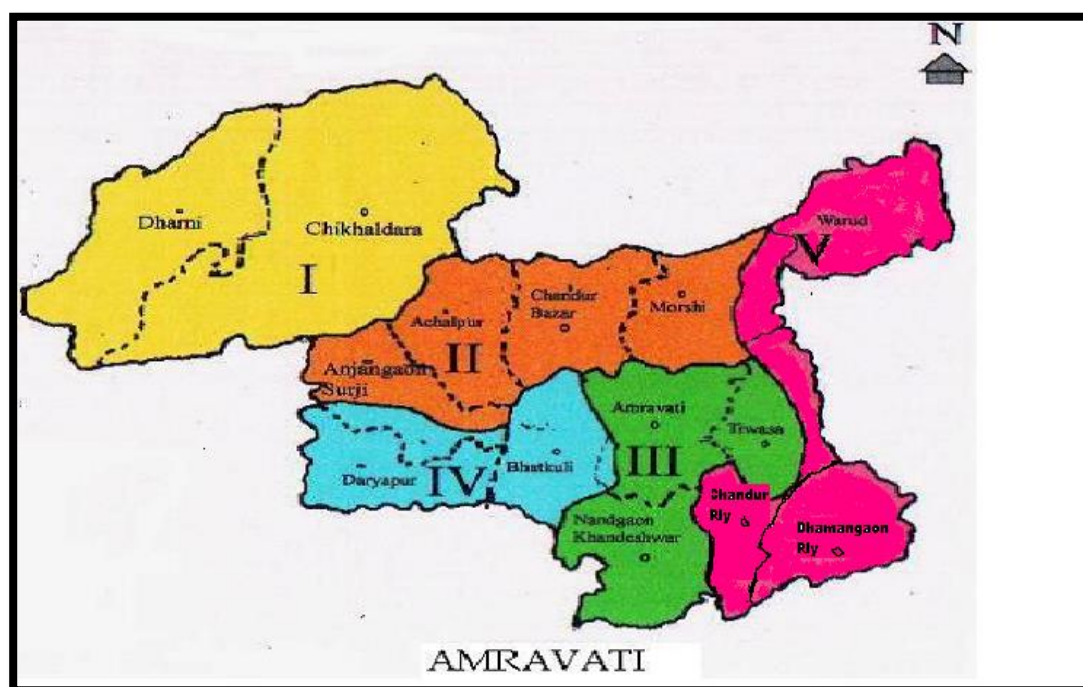 N
Warud
V
Dharni
Chikhaldara
I
Chandur
Bazar
Morshi
Achalpur
II
Anjangaon
Surji
Amravati
Tiwasa
III
Daryapur
IV
Bhatkuli
Chandur
Rly
Nandgaon
Khandeshwar
Dhamangaon
Rly
AMRAVATI